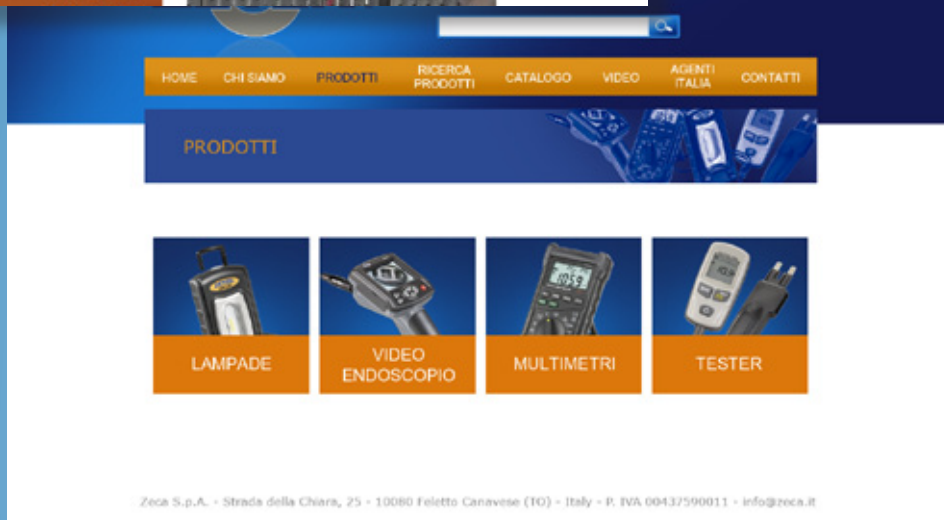 HOME CHI SIAMO PRODOTTI RICERCA PRODOTTI CATALOGO VIDEO AGENTI ITALIA CONTATTI
PRODOTTI
LAMPADE
VIDEO
ENDOSCOPIO
MULTIMETRI
TESTER
Zeca S.p.A. - Strada della Chiara, 25 - 10080 Feletto Canavese (TO) - Italy - P. IVA 00437590011 - info@zeca.it